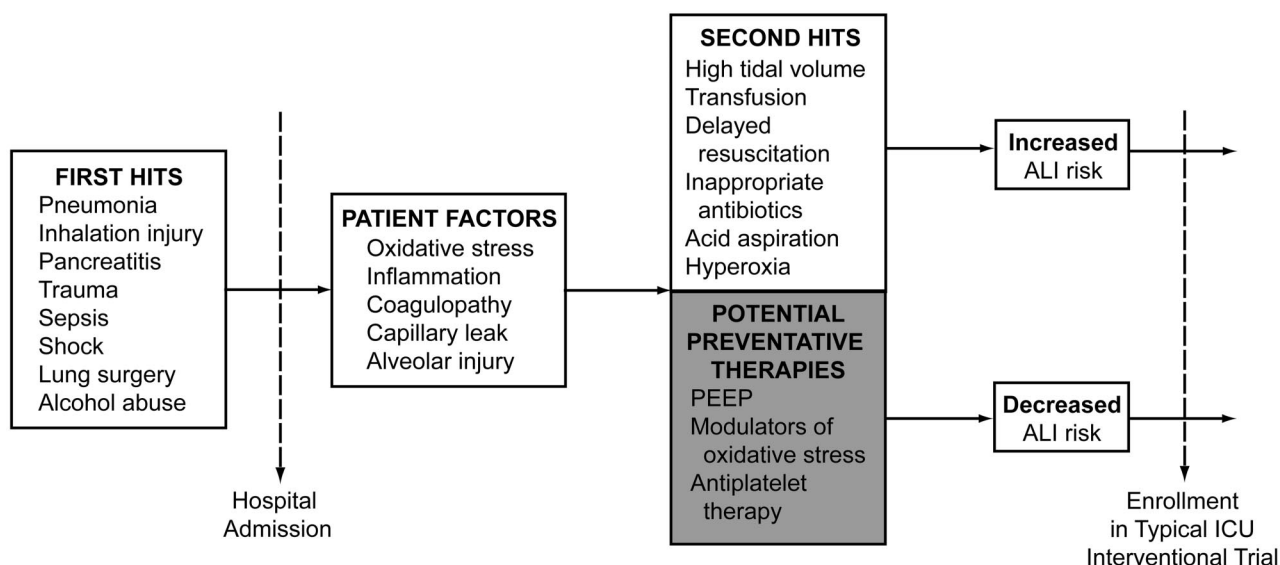 FIRST HITS
Pneumonia
Inhalation injury
Pancreatitis
Trauma
Sepsis
Shock
Lung surgery
Alcohol abuse
Hospital
Admission
PATIENT FACTORS
Oxidative stress
Inflammation
Coagulopathy
Capillary leak
Alveolar injury
SECOND HITS
High tidal volume
Transfusion
Delayed
resuscitation
Inappropriate
antibiotics
Acid aspiration
Hyperoxia
POTENTIAL
PREVENTATIVE
THERAPIES
PEEP
Modulators of
oxidative stress
Antiplatelet
therapy
Increased
ALI risk
Decreased
ALI risk
Enrollment
in Typical ICU
Interventional Trial